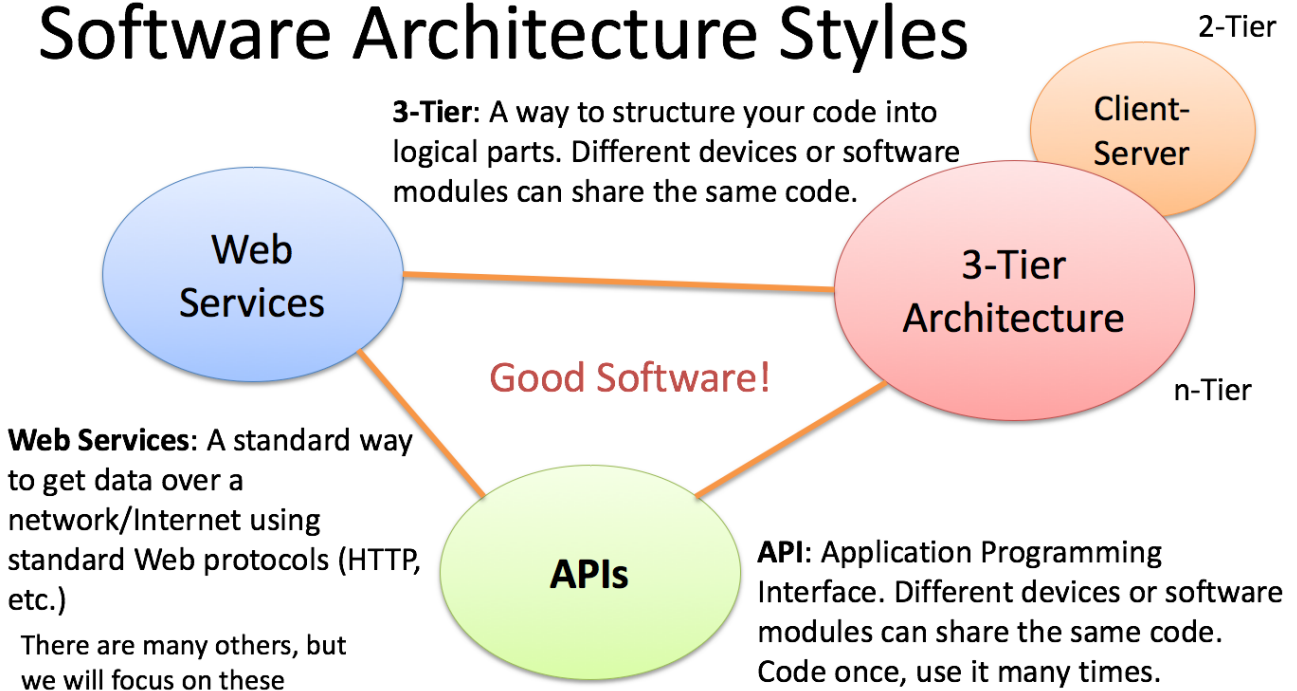 Software Architecture Styles
2-Tier
Client-
Server
3-Tier: A way to structure your code into
logical parts. Different devices or software
modules can share the same code.
Web
Services
3-Tier
Architecture
Good Software!
n-Tier
Web Services: A standard way
to get data over a
network/Internet using
standard Web protocols (HTTP,
etc.)
There are many others, but
we will focus on these
APIs
API: Application Programming
Interface. Different devices or software
modules can share the same code.
Code once, use it many times.